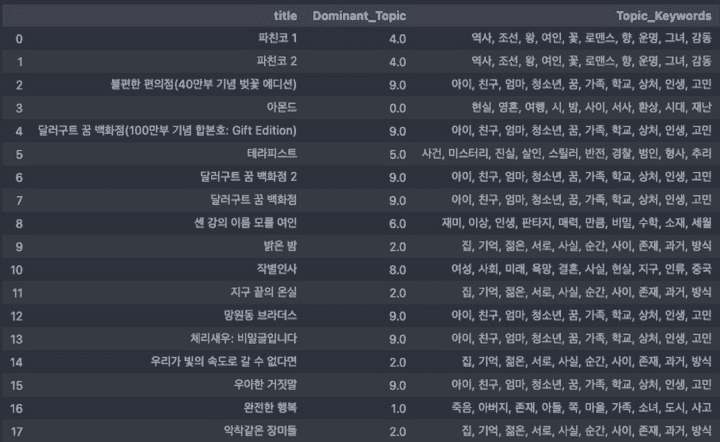 title Dominant_Topic Topic_Keywords
0 파친코 1 4.0 역사, 조선, 왕, 여인, 꽃, 로맨스, 향, 운명, 그녀, 감동
1 파친코 2 4.0 역사, 조선, 왕, 여인, 꽃, 로맨스, 향, 운명, 그녀, 감동
2 불편한 편의점(40만부 기념 벚꽃 에디션) 9.0 아이, 친구, 엄마, 청소년, 꿈, 가족, 학교, 상처, 인생, 고민
3 아몬드 0.0 현실, 영혼, 여행, 시, 밤, 사이, 서사, 환상, 시대, 재난
4 달러구트 꿈 백화점(100만부 기념 합본호: Gift Edition) 9.0 아이, 친구, 엄마, 청소년, 꿈, 가족, 학교, 상처, 인생, 고민
5 테라피스트 5.0 사건, 미스터리, 진실, 살인, 스릴러, 반전, 경찰, 범인, 형사, 추리
6 달러구트 꿈 백화점 2 9.0 아이, 친구, 엄마, 청소년, 꿈, 가족, 학교, 상처, 인생, 고민
7 달러구트 꿈 백화점 9.0 아이, 친구, 엄마, 청소년, 꿈, 가족, 학교, 상처, 인생, 고민
8 센 강의 이름 모를 여인 6.0 재미, 이상, 인생, 판타지, 매력, 만큼, 비밀, 수학, 소재, 세월
9 밝은 밤 2.0 집, 기억, 젊은, 서로, 사실, 순간, 사이, 존재, 과거, 방식
10 작별인사 8.0 여성, 사회, 미래, 욕망, 결혼, 사실, 현실, 지구, 인류, 중국
11 지구 끝의 온실 2.0 집, 기억, 젊은, 서로, 사실, 순간, 사이, 존재, 과거, 방식
12 망원동 브라더스 9.0 아이, 친구, 엄마, 청소년, 꿈, 가족, 학교, 상처, 인생, 고민
13 체리새우: 비밀글입니다 9.0 아이, 친구, 엄마, 청소년, 꿈, 가족, 학교, 상처, 인생, 고민
14 우리가 빛의 속도로 갈 수 없다면 2.0 집, 기억, 젊은, 서로, 사실, 순간, 사이, 존재, 과거, 방식
15 우아한 거짓말 9.0 아이, 친구, 엄마, 청소년, 꿈, 가족, 학교, 상처, 인생, 고민
16 완전한 행복 1.0 죽음, 아버지, 존재, 아들, 쪽, 마을, 가족, 소녀, 도시, 사고
17 악착같은 장미들 2.0 집, 기억, 젊은, 서로, 사실, 순간, 사이, 존재, 과거, 방식